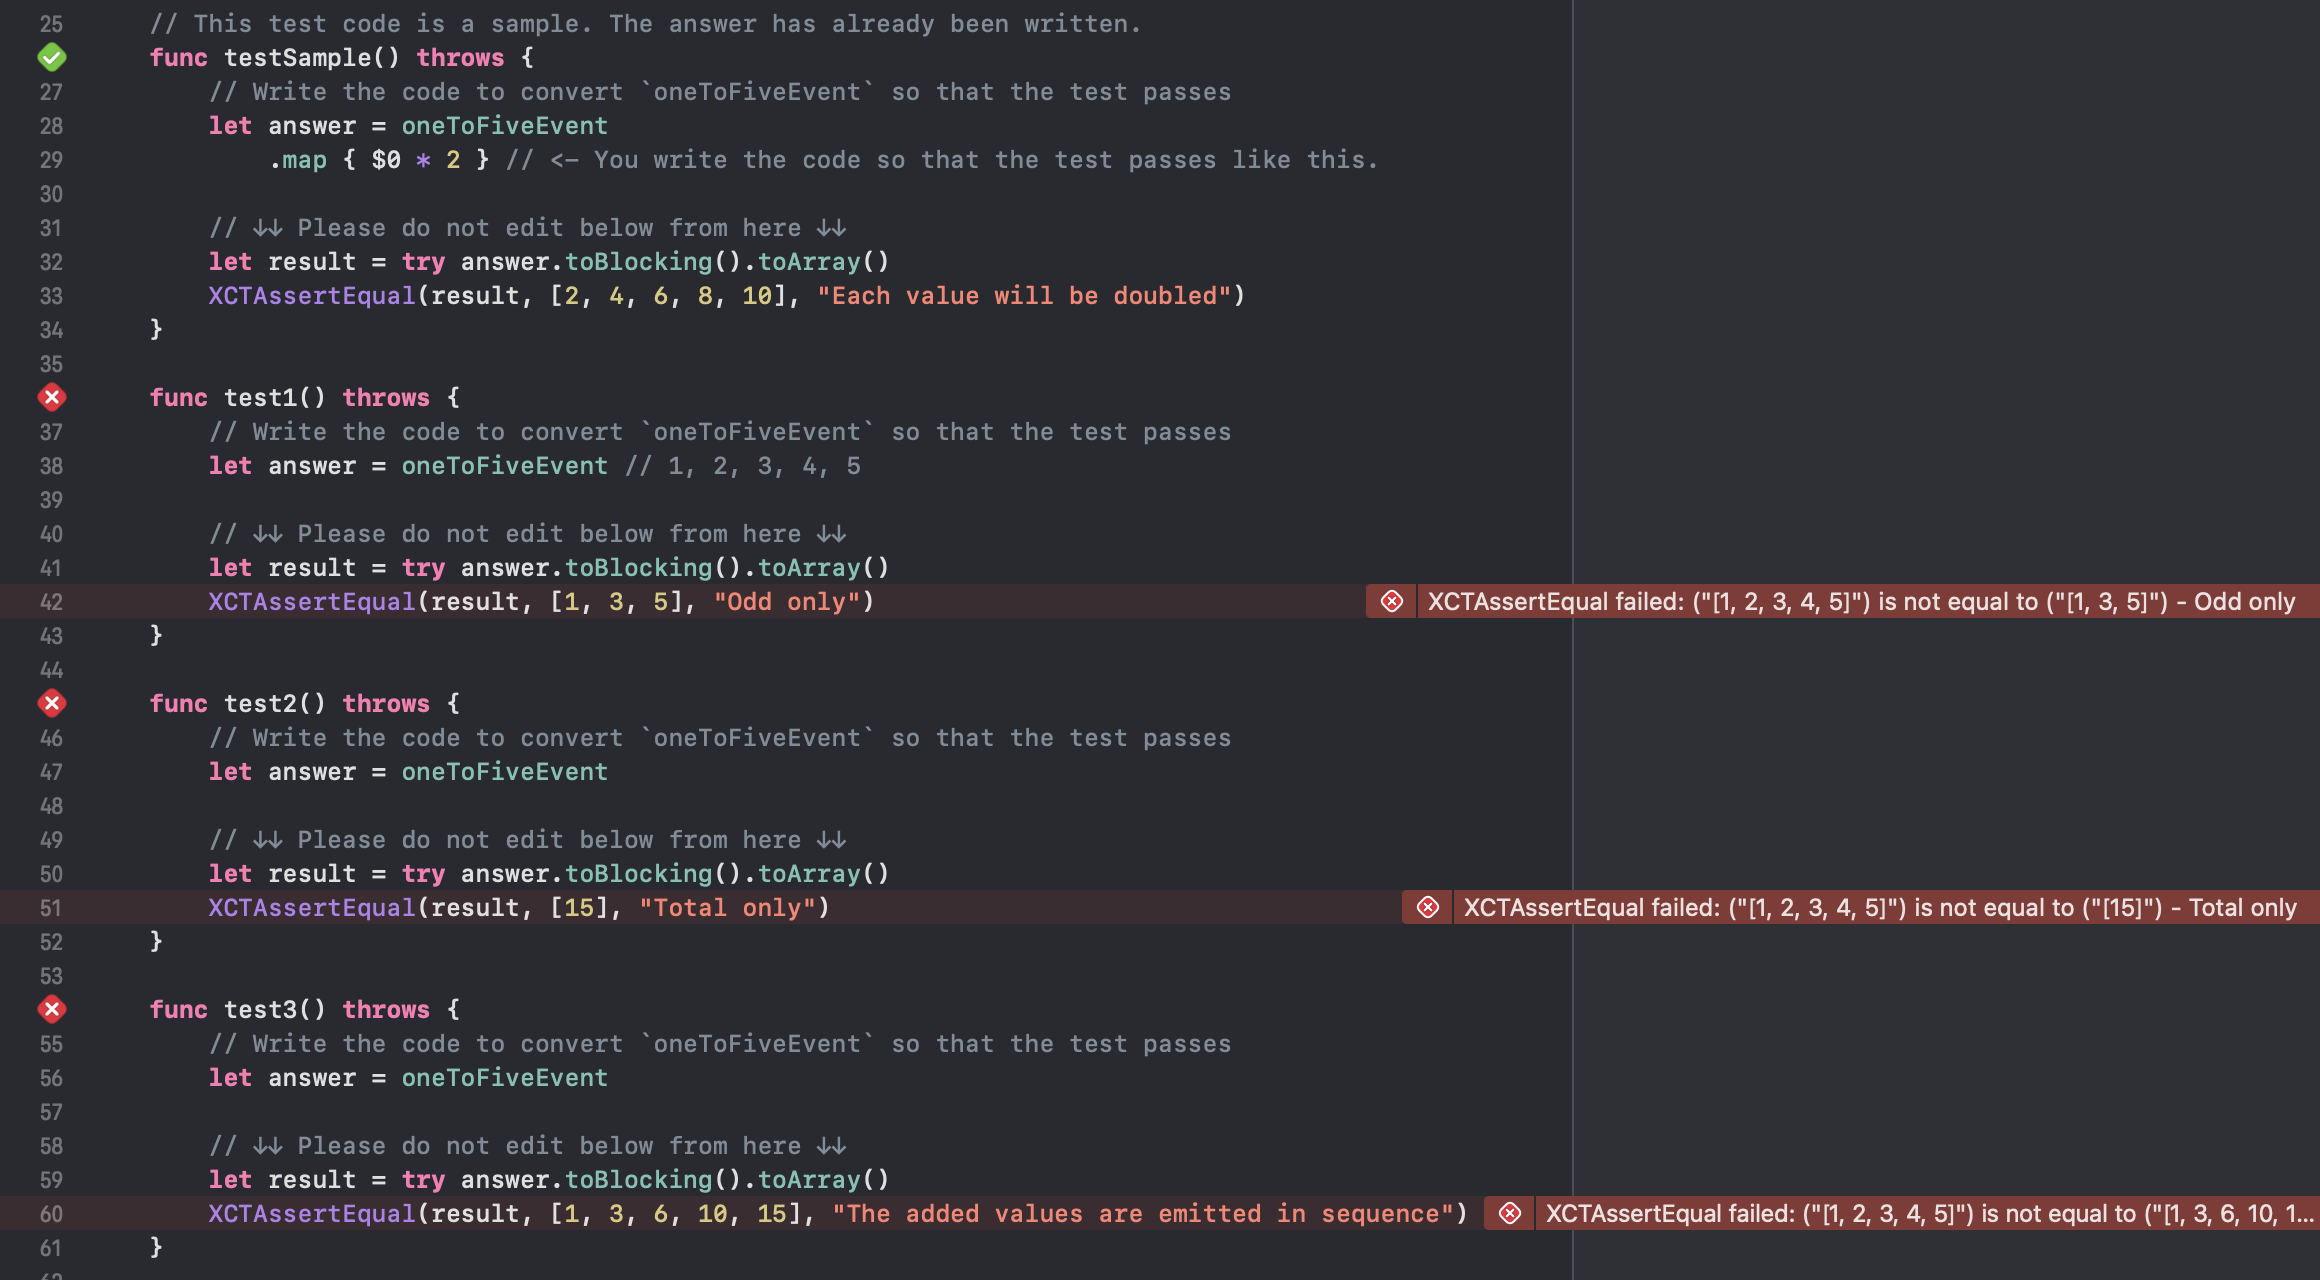 25 // This test code is a sample. The answer has already been written.
func testSample() throws {
27 // Write the code to convert `oneToFiveEvent` so that the test passes
28 let answer = oneToFiveEvent
29 .map { $0 * 2 } // <- You write the code so that the test passes like this.
30
31 // ↓↓ Please do not edit below from here ↓↓
32 let result = try answer.toBlocking().toArray()
33 XCTAssertEqual(result, [2, 4, 6, 8, 10], "Each value will be doubled")
34 }
35
func test1() throws {
37 // Write the code to convert `oneToFiveEvent` so that the test passes
38 let answer = oneToFiveEvent // 1, 2, 3, 4, 5
39
40 // ↓↓ Please do not edit below from here ↓↓
41 let result = try answer.toBlocking().toArray()
42 XCTAssertEqual(result, [1, 3, 5], "Odd only") XCTAssertEqual failed: ("[1, 2, 3, 4, 5]") is not equal to ("[1, 3, 5]") - Odd only
43 }
44
func test2() throws {
46 // Write the code to convert `oneToFiveEvent` so that the test passes
47 let answer = oneToFiveEvent
48
49 // ↓↓ Please do not edit below from here ↓↓
50 let result = try answer.toBlocking().toArray()
51 XCTAssertEqual(result, [15], "Total only") XCTAssertEqual failed: ("[1, 2, 3, 4, 5]") is not equal to ("[15]") - Total only
52 }
53
func test3() throws {
55 // Write the code to convert `oneToFiveEvent` so that the test passes
56 let answer = oneToFiveEvent
57
58 // ↓↓ Please do not edit below from here ↓↓
59 let result = try answer.toBlocking().toArray()
60 XCTAssertEqual(result, [1, 3, 6, 10, 15], "The added values are emitted in sequence") XCTAssertEqual failed: ("[1, 2, 3, 4, 5]") is not equal to ("[1, 3, 6, 10, 1...
61 }